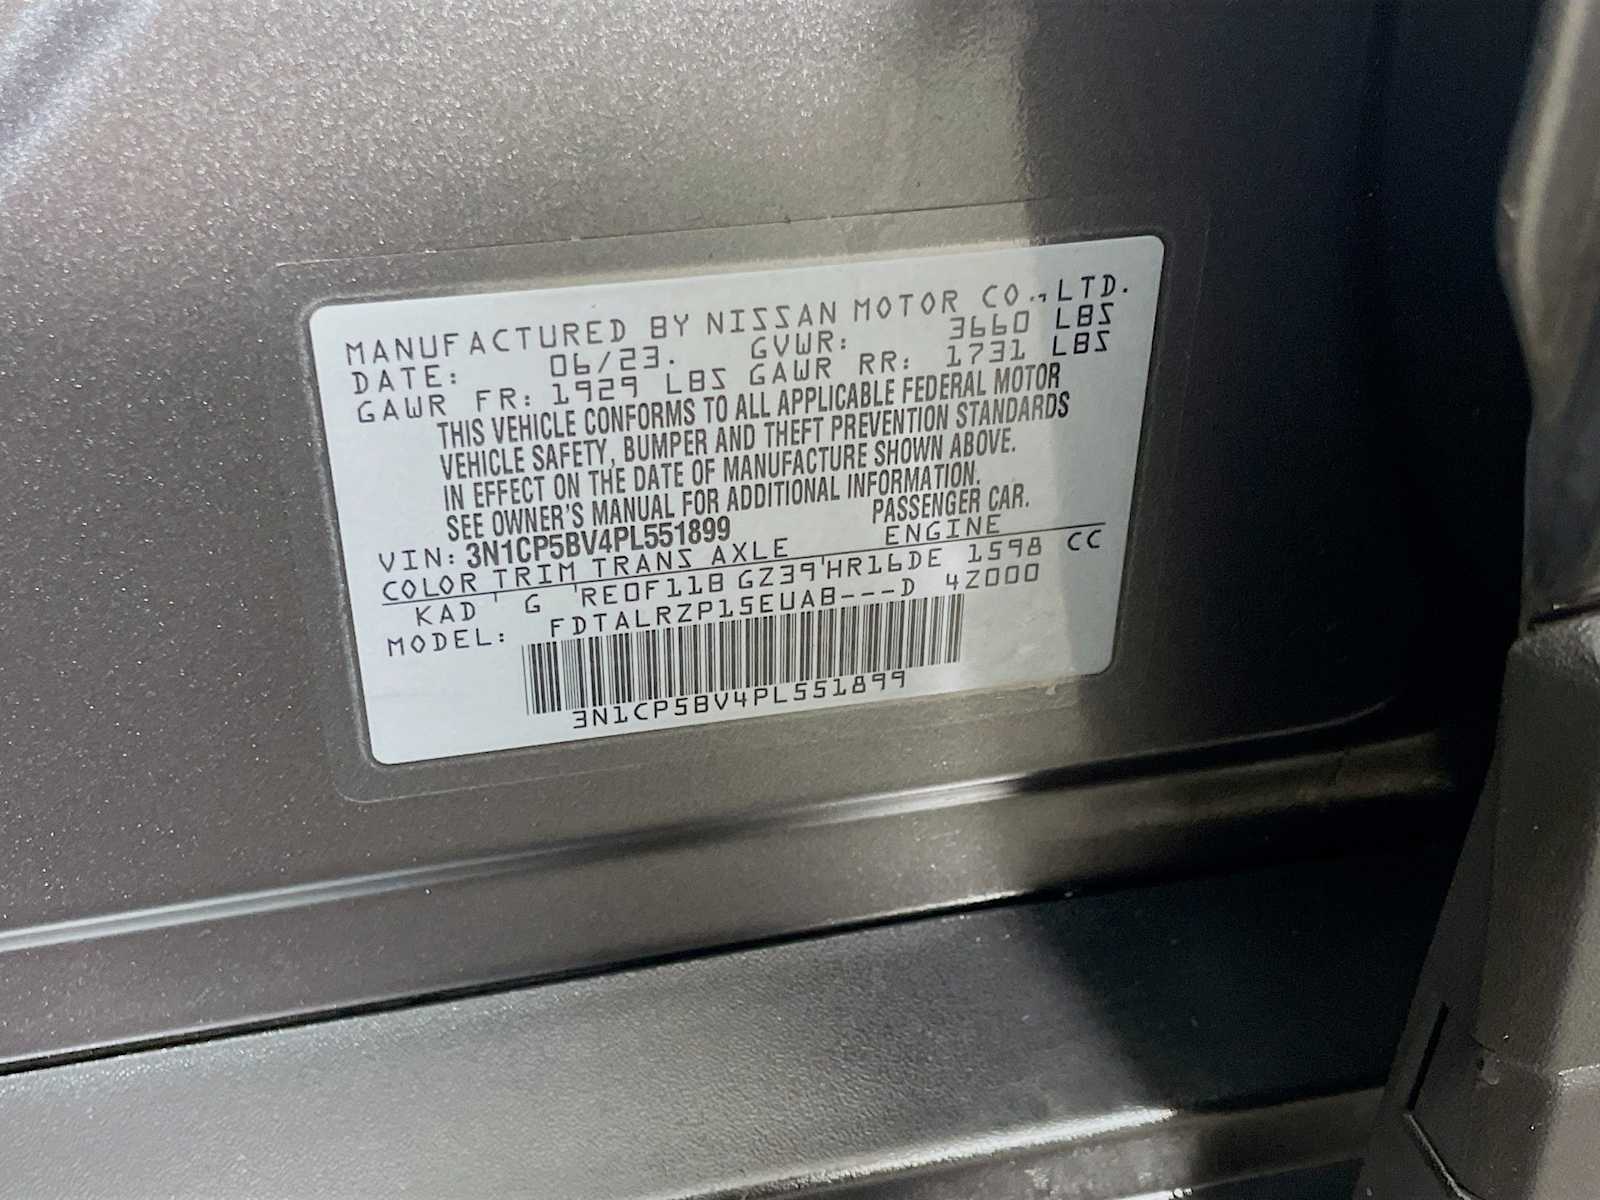 MANUFACTURED BY NISSAN MOTOR CO., LTD.
DATE: 06/23. GVWR: 3660 LBS
GAWR FR: 1929 LBS GAWR RR: 1731 LBS
THIS VEHICLE CONFORMS TO ALL APPLICABLE FEDERAL MOTOR
VEHICLE SAFETY, BUMPER AND THEFT PREVENTION STANDARDS
IN EFFECT ON THE DATE OF MANUFACTURE SHOWN ABOVE.
SEE OWNER'S MANUAL FOR ADDITIONAL INFORMATION.
VIN: 3N1CP5BV4PL551899 PASSENGER CAR.
COLOR TRIM TRANS AXLE ENGINE
KAD G RE0F11B GZ39 HR16DE 1598 CC
MODEL: FDTALRZP15EUAB---D 4Z000
3N1CP5BV4PL551899